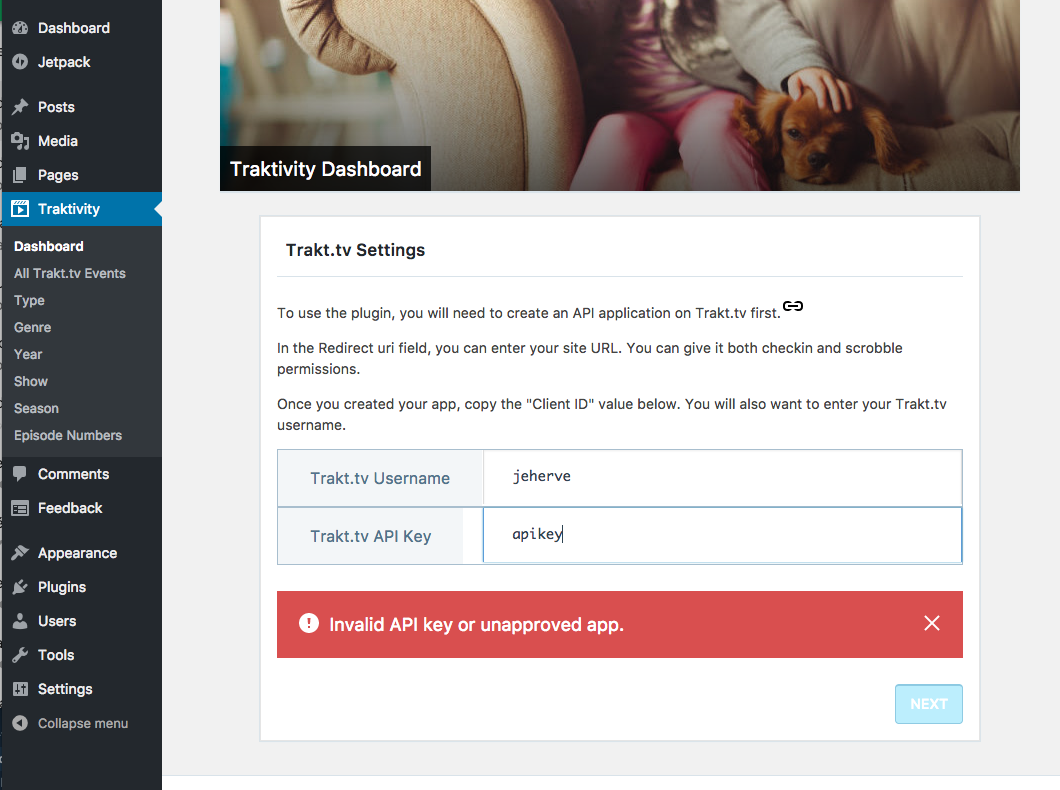 Dashboard
Jetpack
Posts
Media
Pages
Traktivity
Dashboard
All Trakt.tv Events
Type
Genre
Year
Show
Season
Episode Numbers
Comments
Feedback
Appearance
Plugins
Users
Tools
Settings
Collapse menu
Traktivity Dashboard
Trakt.tv Settings
To use the plugin, you will need to create an API application on Trakt.tv first.
In the Redirect uri field, you can enter your site URL. You can give it both checkin and scrobble
permissions.
Once you created your app, copy the "Client ID" value below. You will also want to enter your Trakt.tv
username.
Trakt.tv Username jeherve
Trakt.tv API Key apikey
Invalid API key or unapproved app.
NEXT